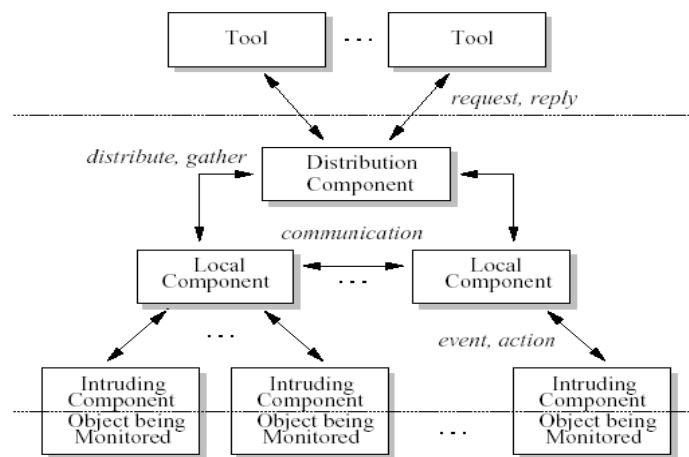 Tool
. . .
Tool
request, reply
distribute, gather
Distribution
Component
communication
Local
Component
. . .
Local
Component
. . .
event, action
Intruding
Component
Object being
Monitored
Intruding
Component
Object being
Monitored
. . .
Intruding
Component
Object being
Monitored